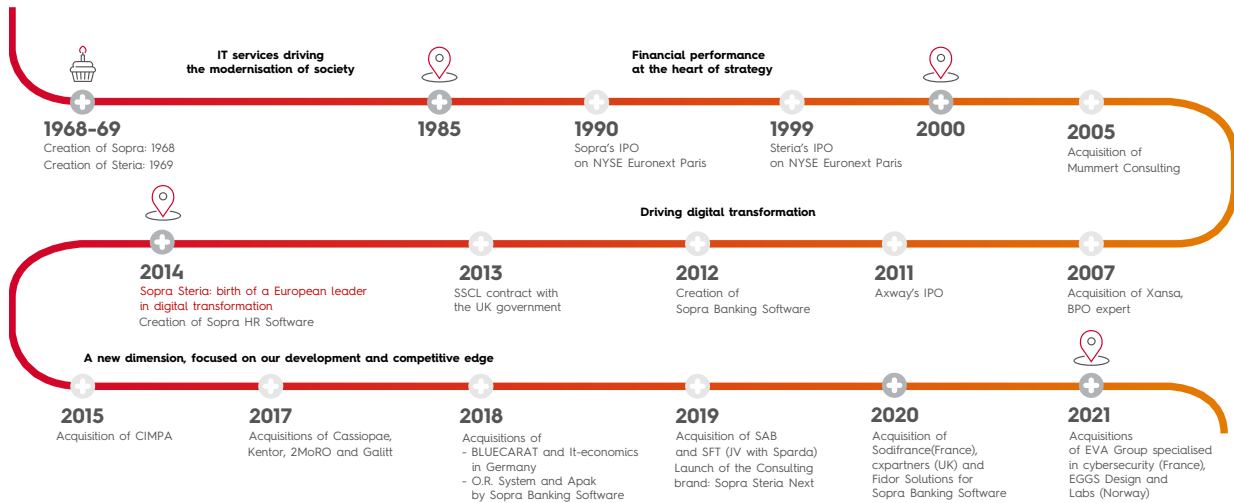 IT services driving
the modernisation of society
Financial performance
at the heart of strategy
1968-69
Creation of Sopra: 1968
Creation of Steria: 1969
1985
1990
Sopra's IPO
on NYSE Euronext Paris
1999
Steria's IPO
on NYSE Euronext Paris
2000
2005
Acquisition of
Mummert Consulting
Driving digital transformation
2014
Sopra Steria: birth of a European leader
in digital transformation
Creation of Sopra HR Software
2013
SSCL contract with
the UK government
2012
Creation of
Sopra Banking Software
2011
Axway's IPO
2007
Acquisition of Xansa,
BPO expert
A new dimension, focused on our development and competitive edge
2015
Acquisition of CIMPA
2017
Acquisitions of Cassiopae,
Kentor, 2MoRO and Galitt
2018
Acquisitions of
- BLUECARAT and It-economics
in Germany
- O.R. System and Apak
by Sopra Banking Software
2019
Acquisition of SAB
and SFT (JV with Sparda)
Launch of the Consulting
brand: Sopra Steria Next
2020
Acquisition of
Sodifrance(France),
cxpartners (UK) and
Fidor Solutions for
Sopra Banking Software
2021
Acquisitions
of EVA Group specialised
in cybersecurity (France),
EGGS Design and
Labs (Norway)